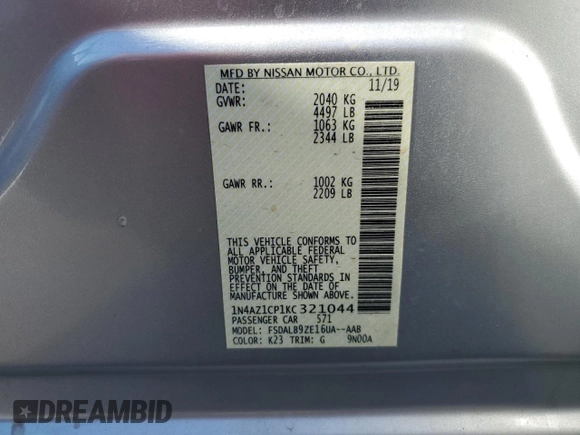 MFD BY NISSAN MOTOR CO., LTD.
DATE: 11/19
GVWR: 2040 KG
4497 LB
GAWR FR.: 1063 KG
2344 LB
GAWR RR.: 1002 KG
2209 LB
THIS VEHICLE CONFORMS TO
ALL APPLICABLE FEDERAL
MOTOR VEHICLE SAFETY,
BUMPER, AND THEFT
PREVENTION STANDARDS IN
EFFECT ON THE DATE OF
MANUFACTURE.
1N4AZ1CP1KC321044
PASSENGER CAR 571
MODEL: FSDALB9ZE16UA--AAB
COLOR: K23 TRIM: G 9N00A
DREAMBID